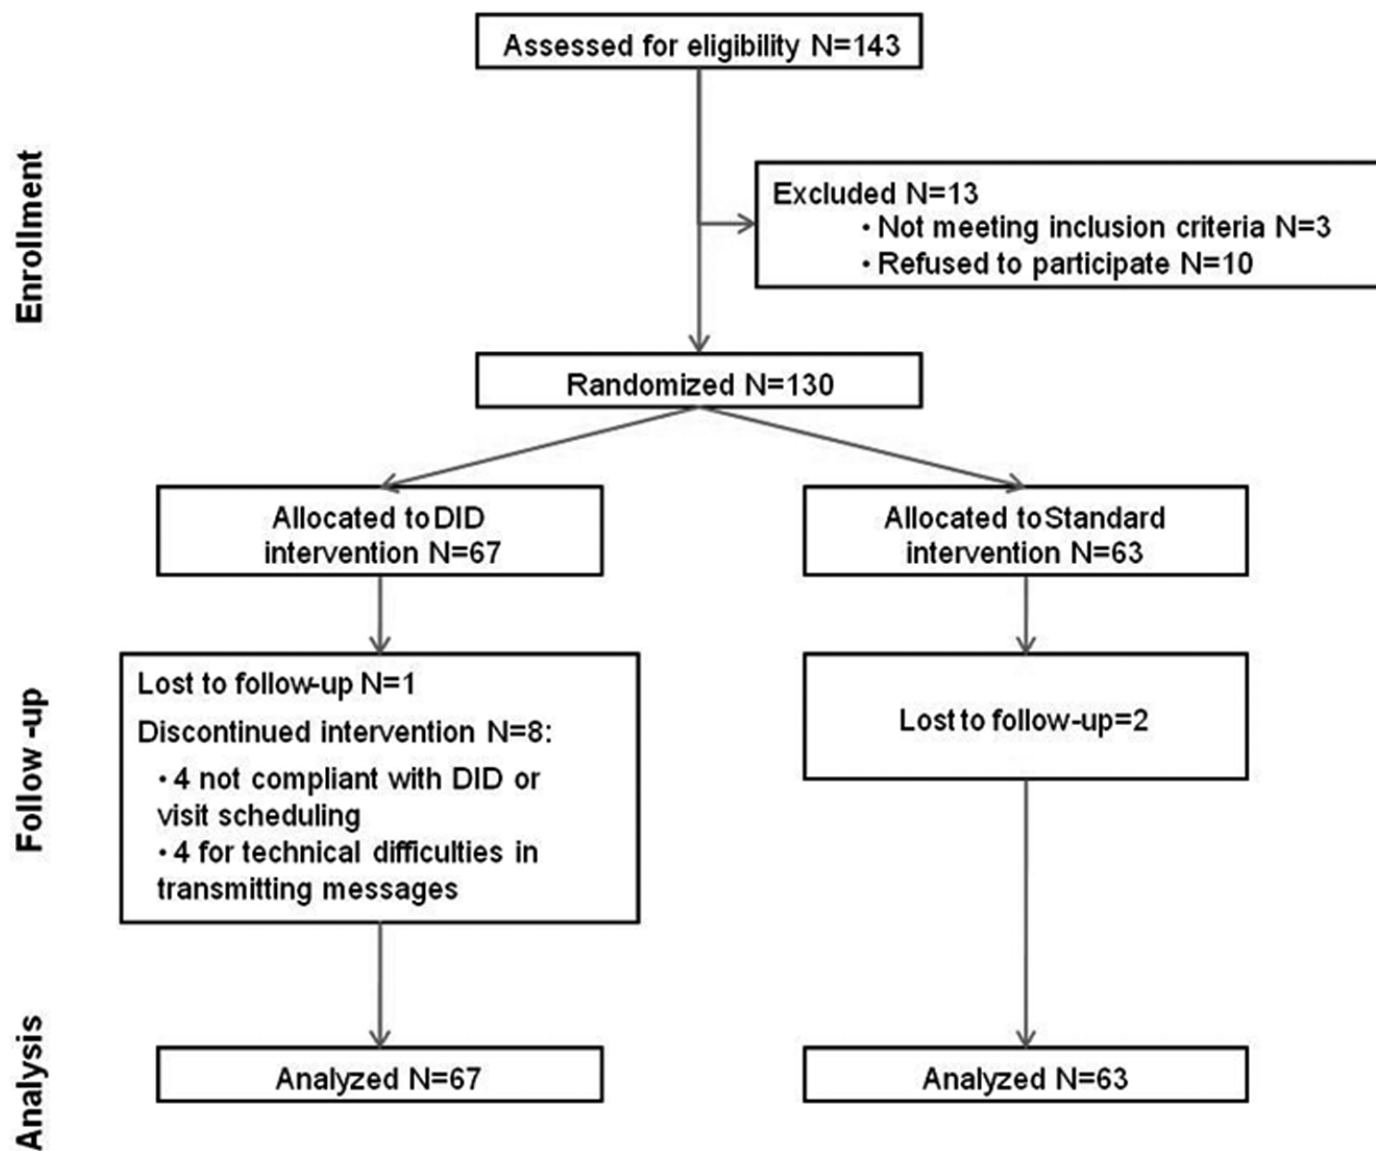 Assessed for eligibility N=143
Enrollment
Excluded N=13
• Not meeting inclusion criteria N=3
• Refused to participate N=10
Randomized N=130
Allocated to DID
intervention N=67
Allocated to Standard
intervention N=63
Follow -up
Lost to follow-up N=1
Discontinued intervention N=8:
• 4 not compliant with DID or
visit scheduling
• 4 for technical difficulties in
transmitting messages
Lost to follow-up=2
Analysis
Analyzed N=67
Analyzed N=63